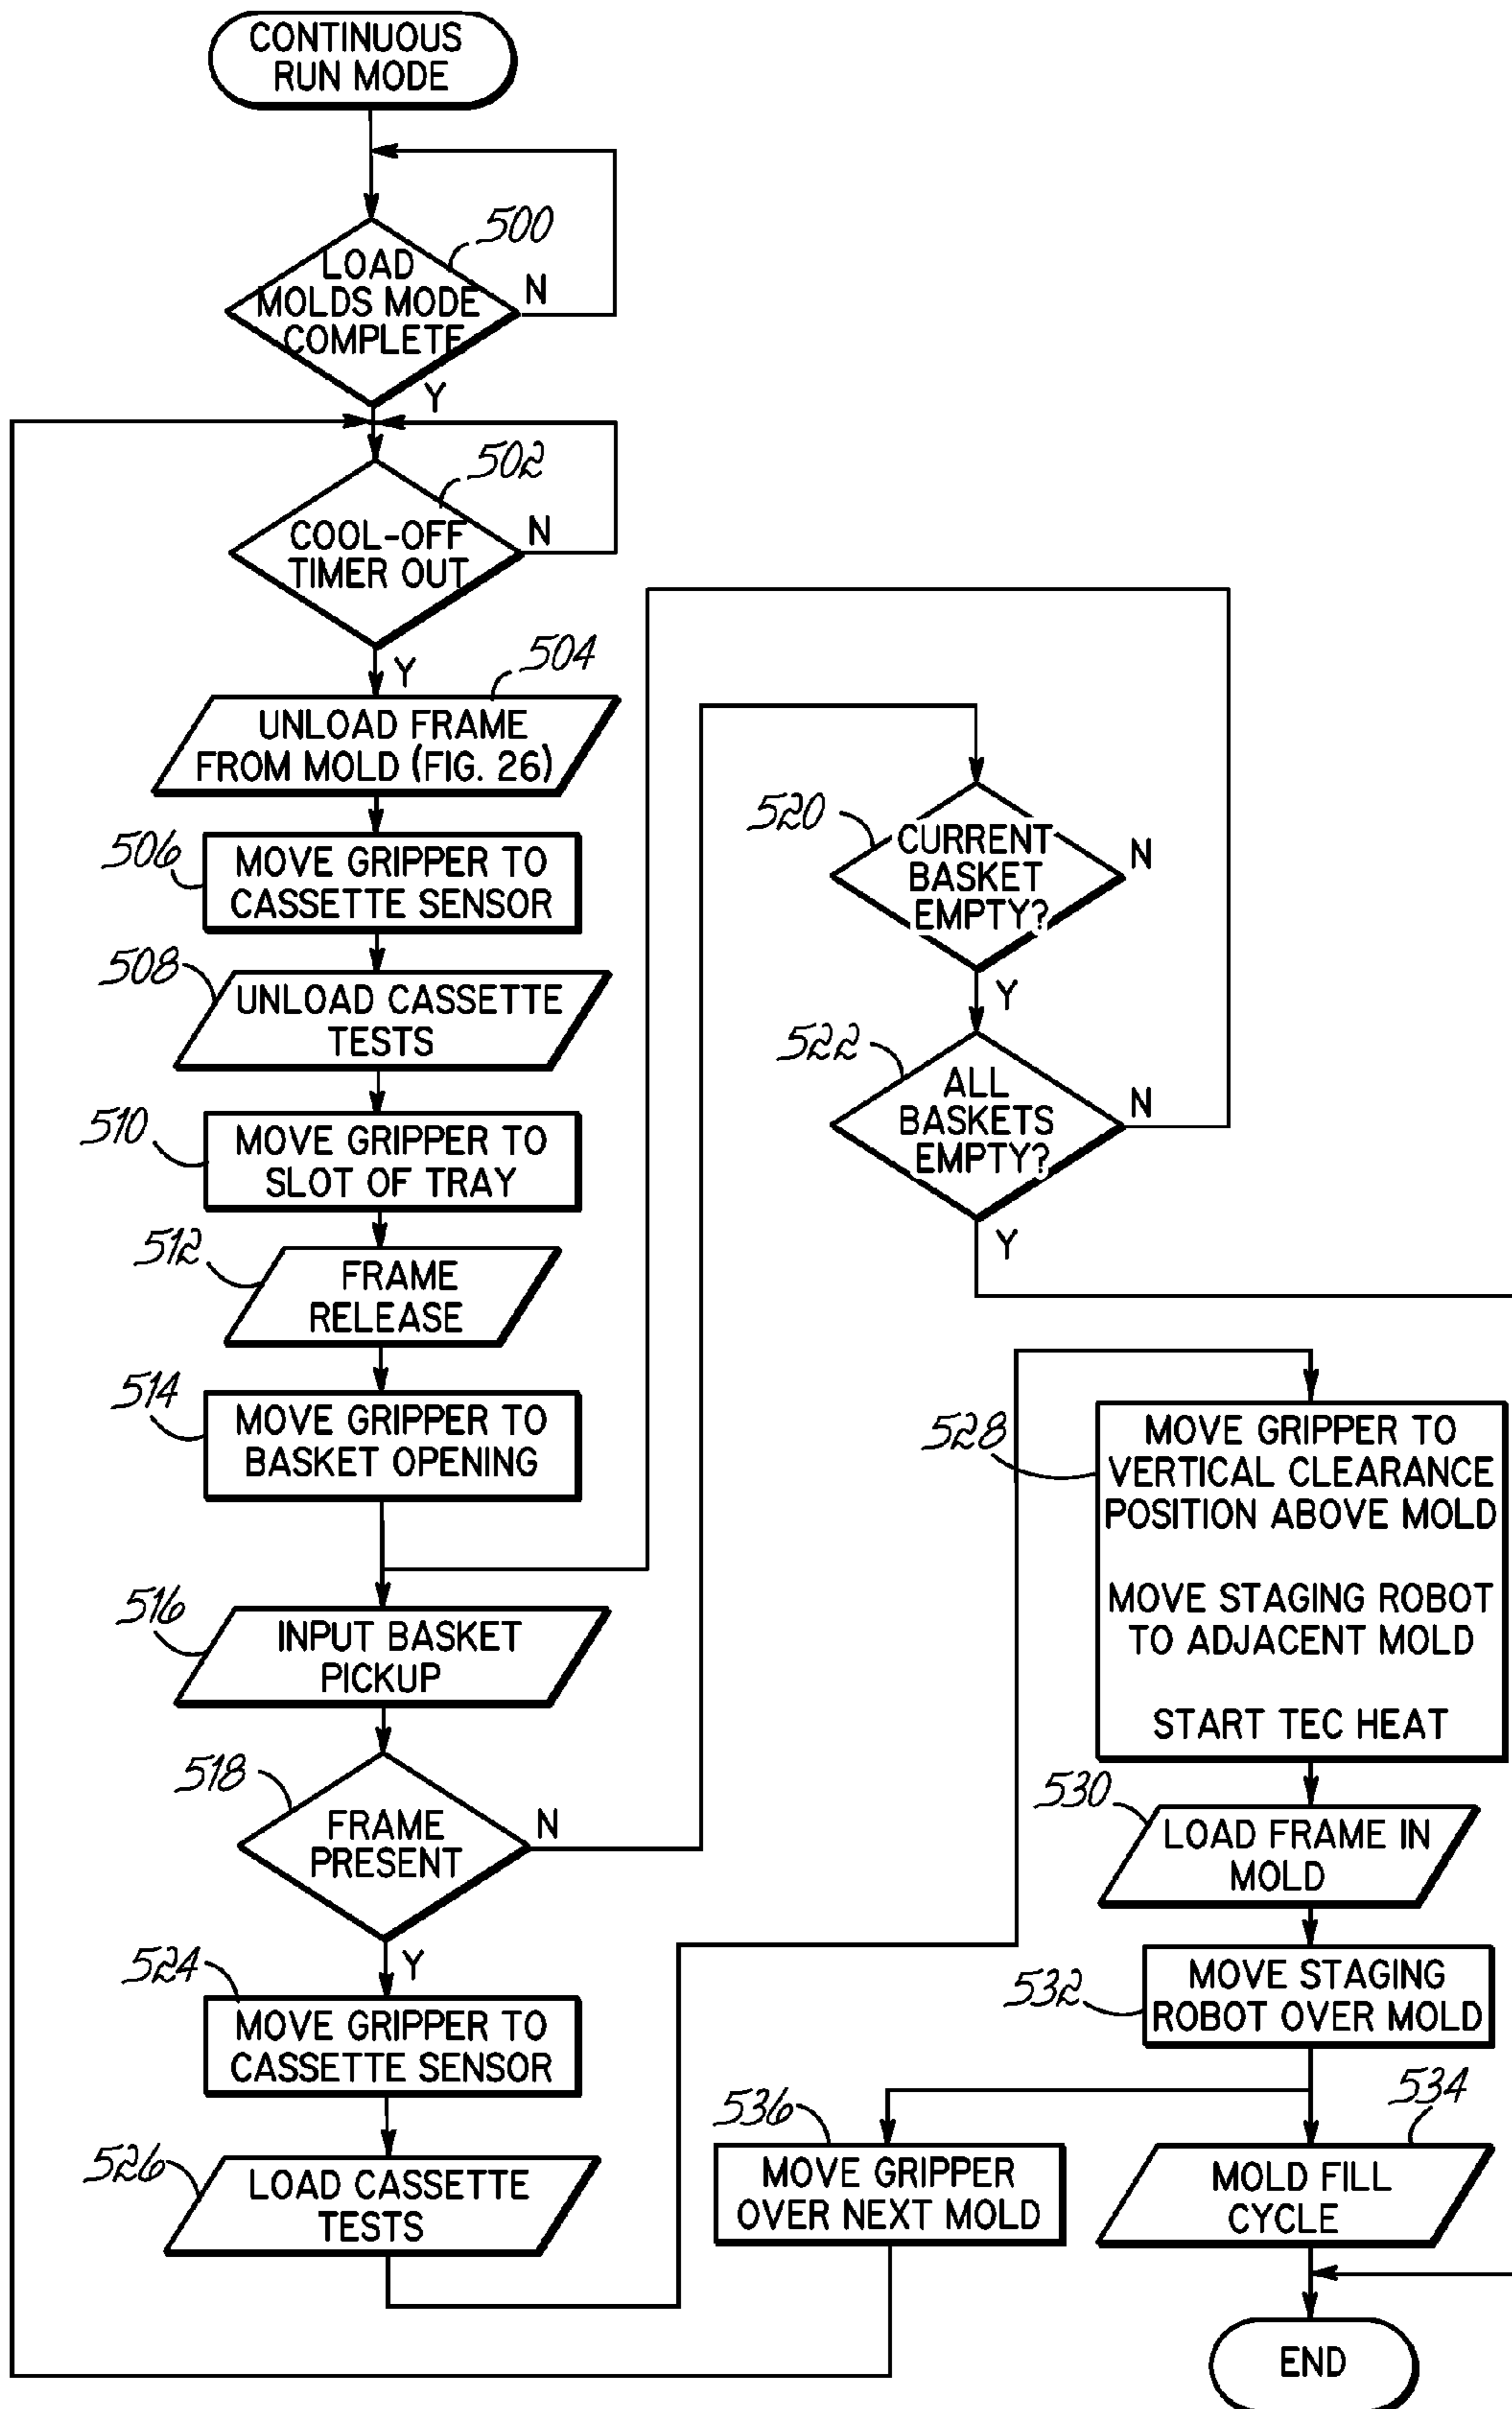 CONTINUOUS
RUN MODE
500
LOAD
MOLDS MODE
COMPLETE
N
Y
502
COOL-OFF
TIMER OUT
N
Y
504
UNLOAD FRAME
FROM MOLD (FIG. 26)
506
MOVE GRIPPER TO
CASSETTE SENSOR
508
UNLOAD CASSETTE
TESTS
510
MOVE GRIPPER TO
SLOT OF TRAY
512
FRAME
RELEASE
514
MOVE GRIPPER TO
BASKET OPENING
516
INPUT BASKET
PICKUP
518
FRAME
PRESENT
N
Y
524
MOVE GRIPPER TO
CASSETTE SENSOR
526
LOAD CASSETTE
TESTS
520
CURRENT
BASKET
EMPTY?
N
Y
522
ALL
BASKETS
EMPTY?
N
Y
528
MOVE GRIPPER TO
VERTICAL CLEARANCE
POSITION ABOVE MOLD
MOVE STAGING ROBOT
TO ADJACENT MOLD
START TEC HEAT
530
LOAD FRAME IN
MOLD
532
MOVE STAGING
ROBOT OVER MOLD
536
MOVE GRIPPER
OVER NEXT MOLD
534
MOLD FILL
CYCLE
END